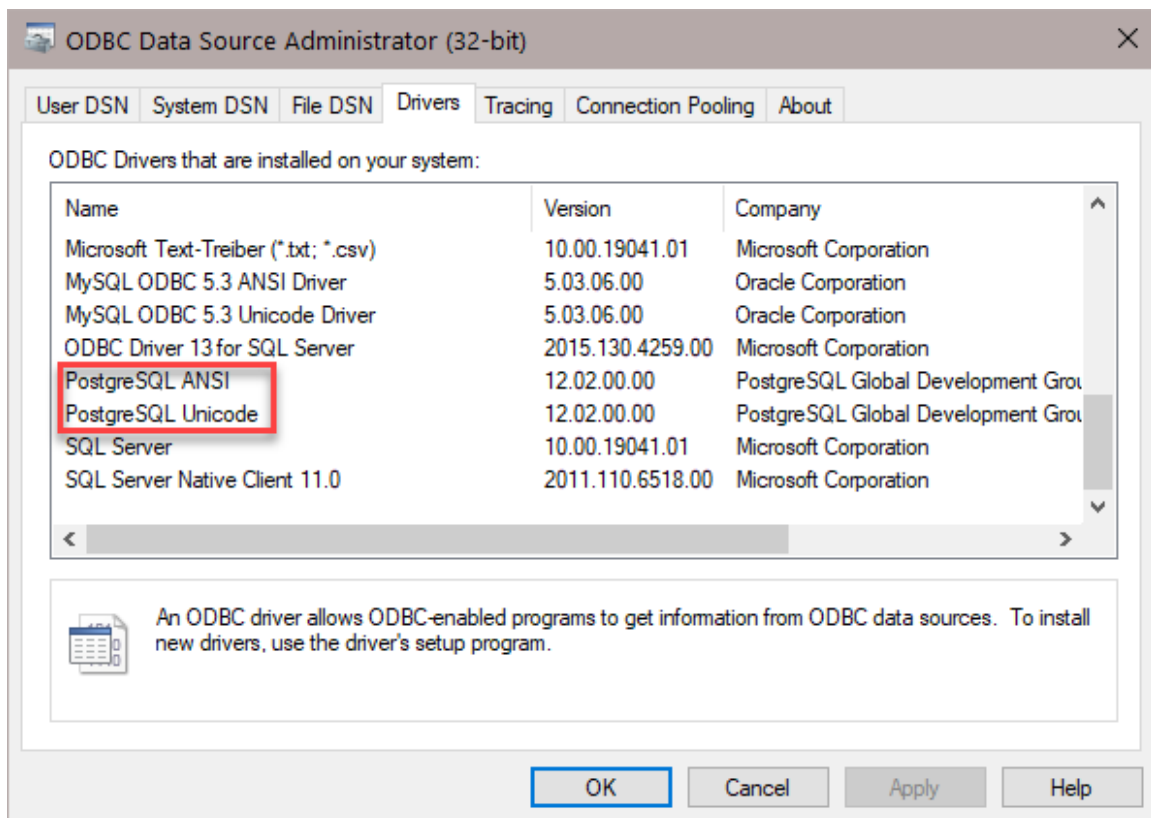 ODBC Data Source Administrator (32-bit)
User DSN System DSN File DSN Drivers Tracing Connection Pooling About
ODBC Drivers that are installed on your system:
Name Version Company
Microsoft Text-Treiber (*.txt; *.csv) 10.00.19041.01 Microsoft Corporation
MySQL ODBC 5.3 ANSI Driver 5.03.06.00 Oracle Corporation
MySQL ODBC 5.3 Unicode Driver 5.03.06.00 Oracle Corporation
ODBC Driver 13 for SQL Server 2015.130.4259.00 Microsoft Corporation
PostgreSQL ANSI 12.02.00.00 PostgreSQL Global Development Grou
PostgreSQL Unicode 12.02.00.00 PostgreSQL Global Development Grou
SQL Server 10.00.19041.01 Microsoft Corporation
SQL Server Native Client 11.0 2011.110.6518.00 Microsoft Corporation
An ODBC driver allows ODBC-enabled programs to get information from ODBC data sources. To install
new drivers, use the driver's setup program.
OK Cancel Apply Help